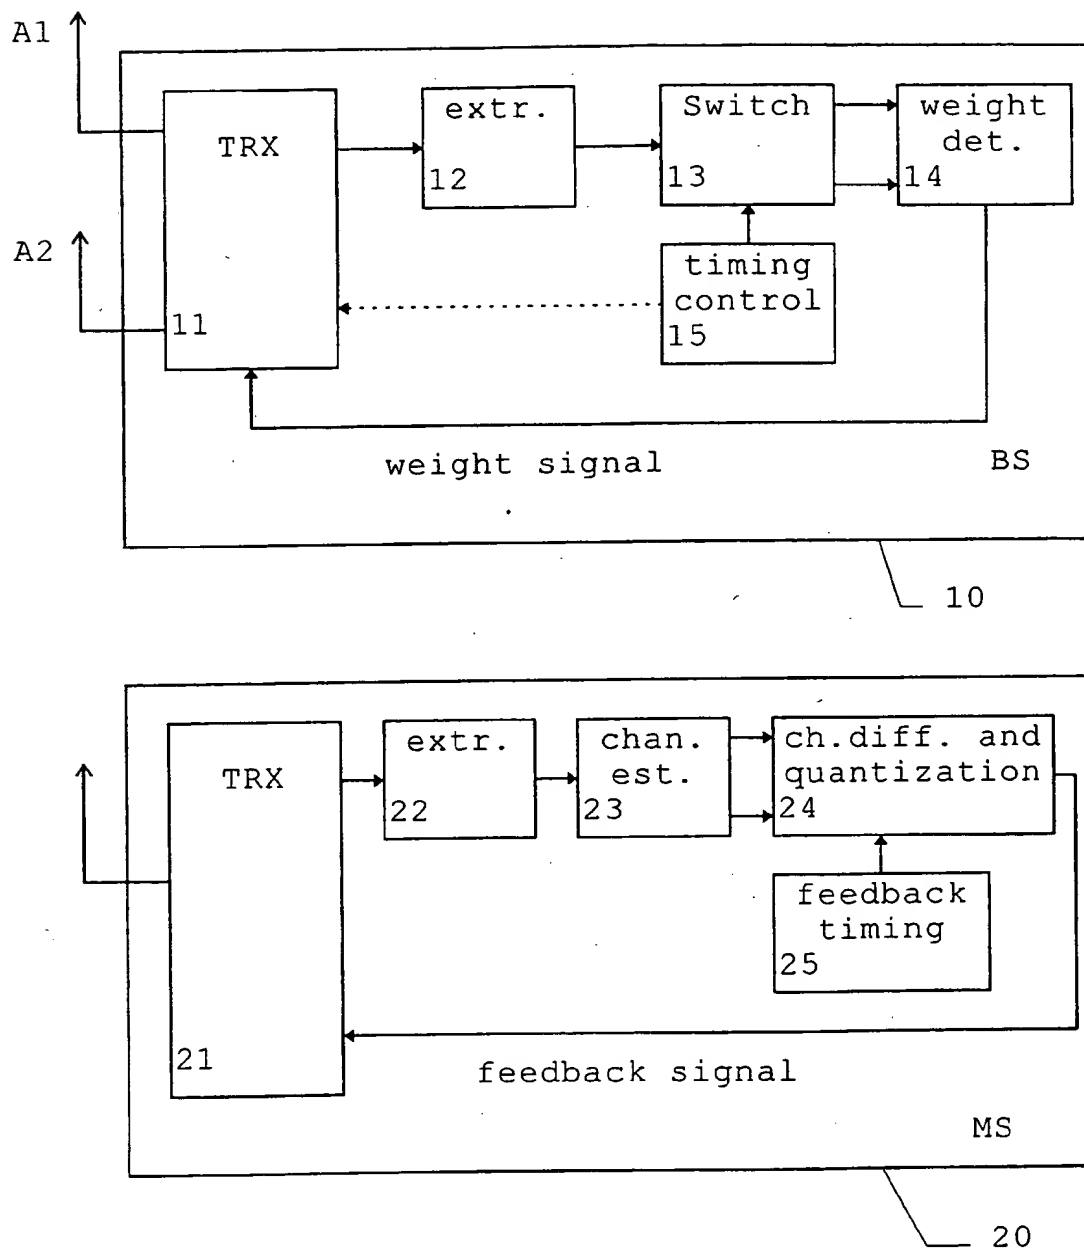 A1
TRX
11
extr.
12
Switch
13
weight
det.
14
A2
timing
control
15
weight signal
BS
10
TRX
21
extr.
22
chan.
est.
23
ch.diff. and
quantization
24
feedback
timing
25
feedback signal
MS
20